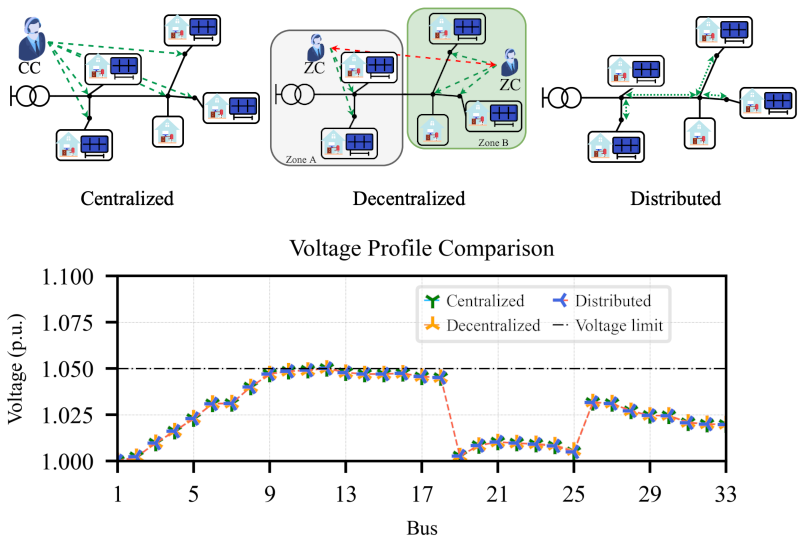 CC
ZC
ZC
Zone A
Zone B
Centralized
Decentralized
Distributed
Voltage Profile Comparison
Voltage (p.u.)
1.100
1.075
1.050
1.025
1.000
Centralized
Distributed
Decentralized
Voltage limit
1 5 9 13 17 21 25 29 33
Bus